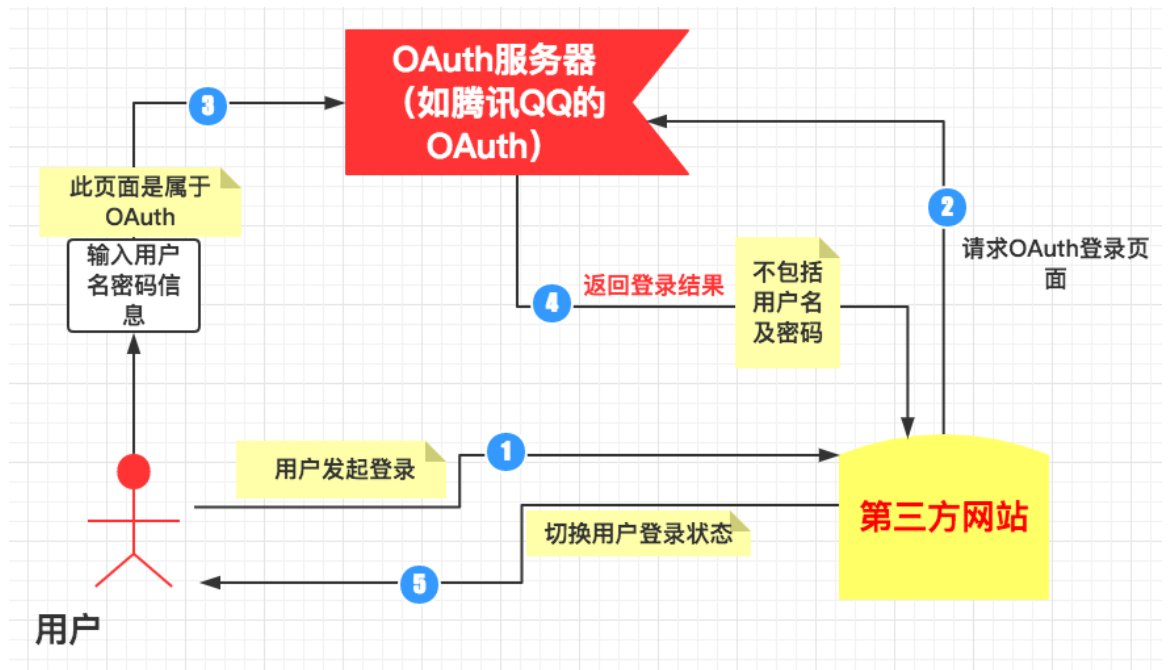 OAuth服务器
（如腾讯QQ的
OAuth）
3
此页面是属于
OAuth
输入用户
名密码信
息
2
请求OAuth登录页
面
4
返回登录结果
不包括
用户名
及密码
1
用户发起登录
第三方网站
切换用户登录状态
5
用户